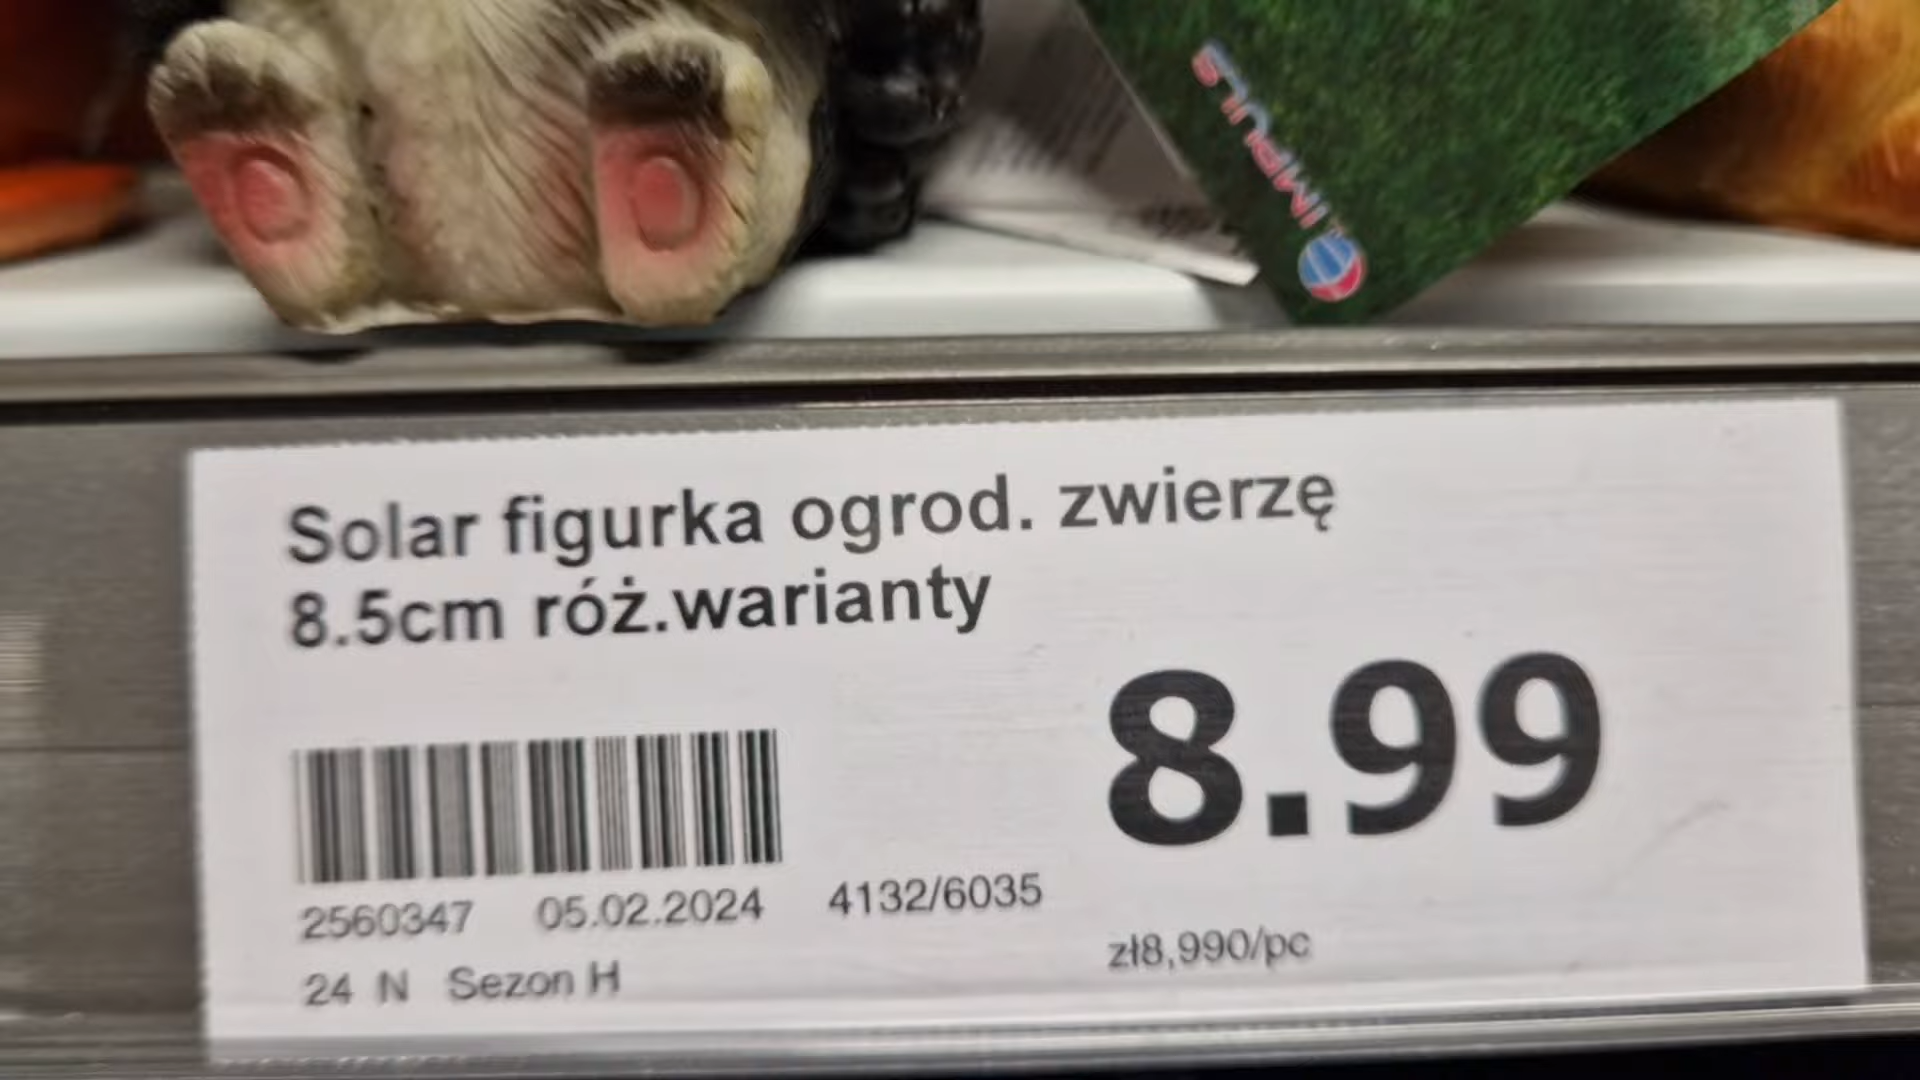 IMPULS
Solar figurka ogrod. zwierzę
8.5cm róż.warianty
8.99
2560347 05.02.2024 4132/6035
zł8,990/pc
24 N Sezon H